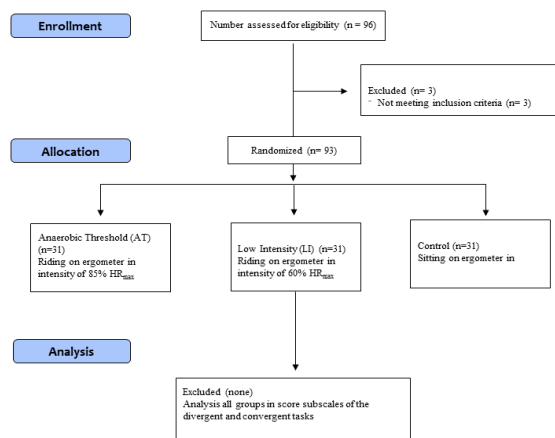 Enrollment
Number assessed for eligibility (n = 96)
Excluded (n= 3)
- Not meeting inclusion criteria (n= 3)
Allocation
Randomized (n= 93)
Anaerobic Threshold (AT)
(n=31)
Riding on ergometer in
intensity of 85% HRmax
Low Intensity (LI) (n=31)
Riding on ergometer in
intensity of 60% HRmax
Control (n=31)
Sitting on ergometer in
Analysis
Excluded (none)
Analysis all groups in score subscales of the
divergent and convergent tasks